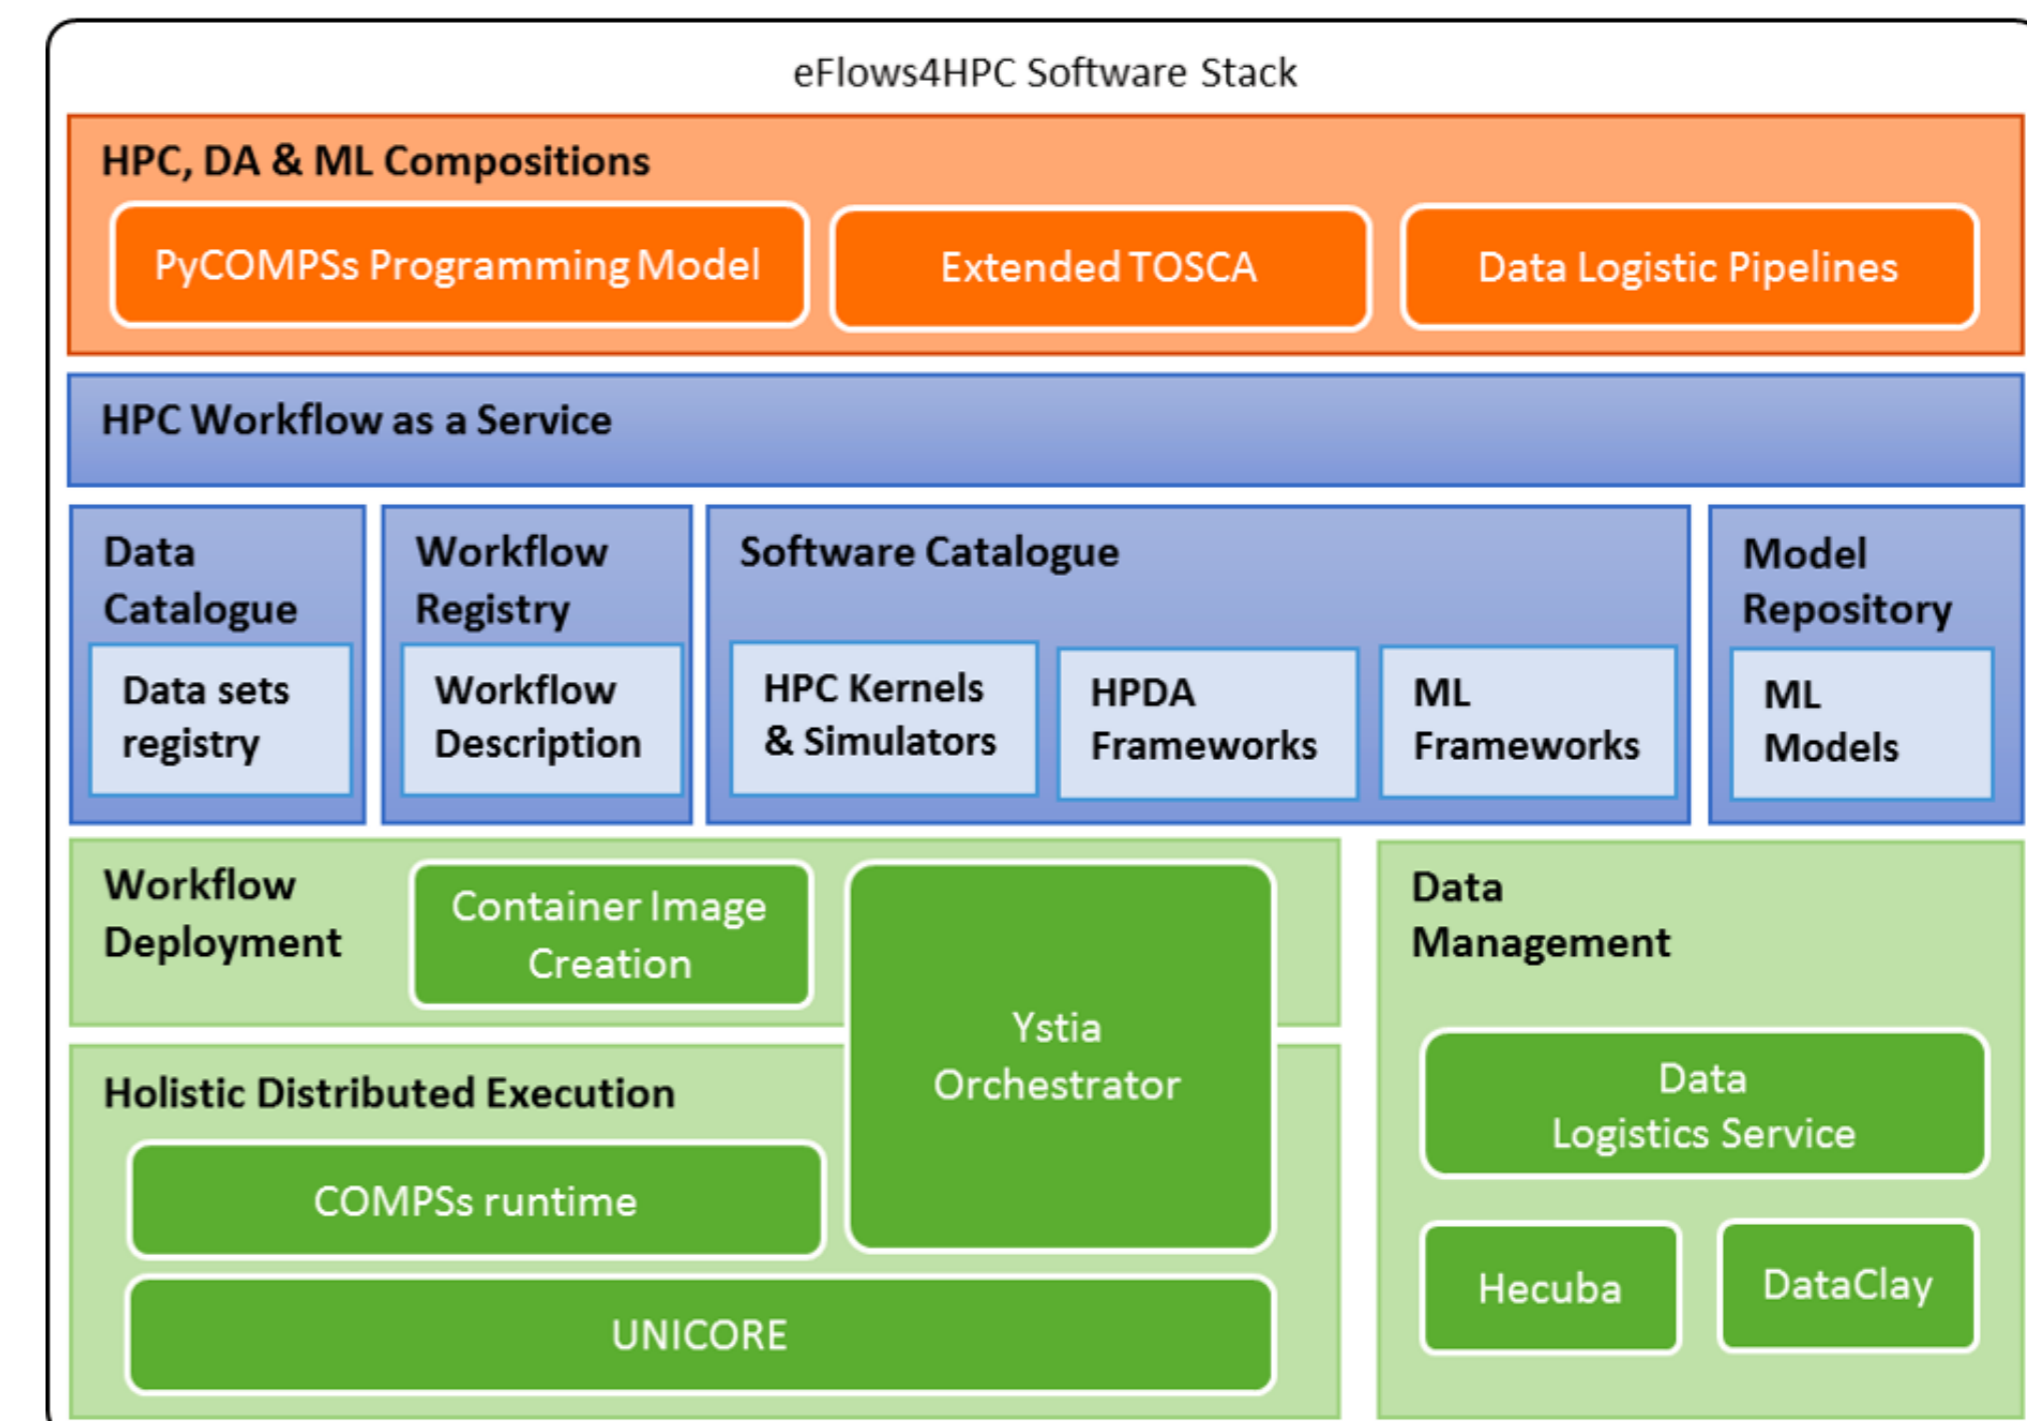 eFlows4HPC Software Stack
HPC, DA & ML Compositions
PyCOMPSs Programming Model
Extended TOSCA
Data Logistic Pipelines
HPC Workflow as a Service
Data
Catalogue
Data sets
registry
Workflow
Registry
Workflow
Description
Software Catalogue
HPC Kernels
& Simulators
HPDA
Frameworks
ML
Frameworks
Model
Repository
ML
Models
Workflow
Deployment
Container Image
Creation
Ystia
Orchestrator
Holistic Distributed Execution
COMPSs runtime
UNICORE
Data
Management
Data
Logistics Service
Hecuba
DataClay